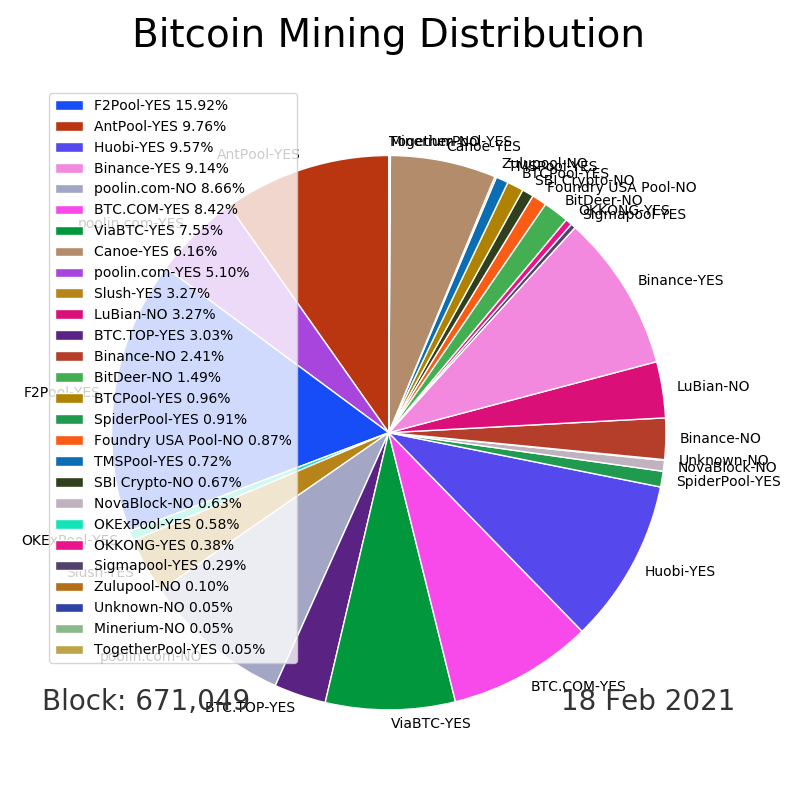 Bitcoin Mining Distribution
F2Pool-YES 15.92%
AntPool-YES 9.76%
Huobi-YES 9.57%
Binance-YES 9.14%
poolin.com-NO 8.66%
BTC.COM-YES 8.42%
ViaBTC-YES 7.55%
Canoe-YES 6.16%
poolin.com-YES 5.10%
Slush-YES 3.27%
LuBian-NO 3.27%
BTC.TOP-YES 3.03%
Binance-NO 2.41%
BitDeer-NO 1.49%
BTCPool-YES 0.96%
SpiderPool-YES 0.91%
Foundry USA Pool-NO 0.87%
TMSPool-YES 0.72%
SBI Crypto-NO 0.67%
NovaBlock-NO 0.63%
OKExPool-YES 0.58%
OKKONG-YES 0.38%
Sigmapool-YES 0.29%
Zulupool-NO 0.10%
Unknown-NO 0.05%
Minerium-NO 0.05%
TogetherPool-YES 0.05%
AntPool-YES
poolin.com-YES
F2Pool-YES
OKExPool-YES
Slush-YES
poolin.com-NO
BTC.TOP-YES
ViaBTC-YES
BTC.COM-YES
Huobi-YES
SpiderPool-YES
NovaBlock-NO
Unknown-NO
Binance-NO
LuBian-NO
Binance-YES
Sigmapool-YES
OKKONG-YES
BitDeer-NO
Foundry USA Pool-NO
SBI Crypto-NO
BTCPool-YES
TMSPool-YES
Zulupool-NO
Canoe-YES
Minerium-NO
TogetherPool-YES
Block: 671,049
18 Feb 2021